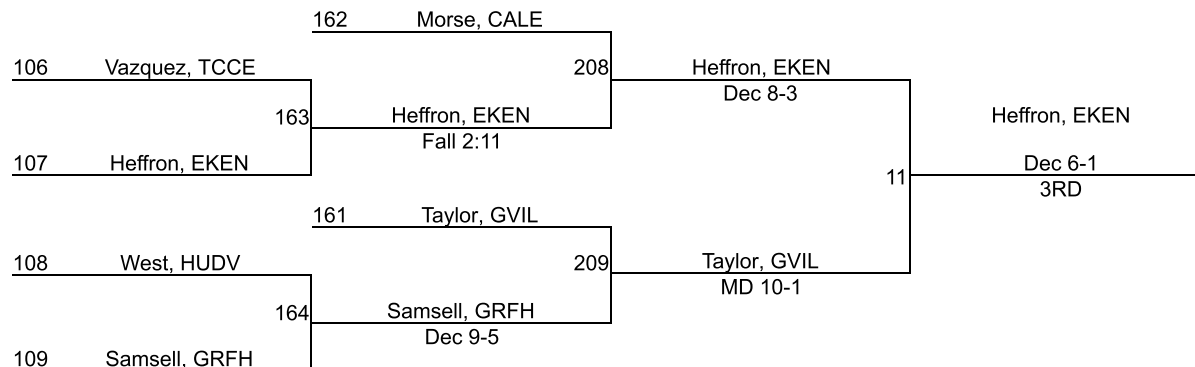 162 Morse, CALE
106 Vazquez, TCCE
208 Heffron, EKEN
Dec 8-3
163 Heffron, EKEN
Fall 2:11
Heffron, EKEN
107 Heffron, EKEN
11 Dec 6-1
3RD
161 Taylor, GVIL
108 West, HUDV
209 Taylor, GVIL
MD 10-1
164 Samsell, GRFH
Dec 9-5
109 Samsell, GRFH